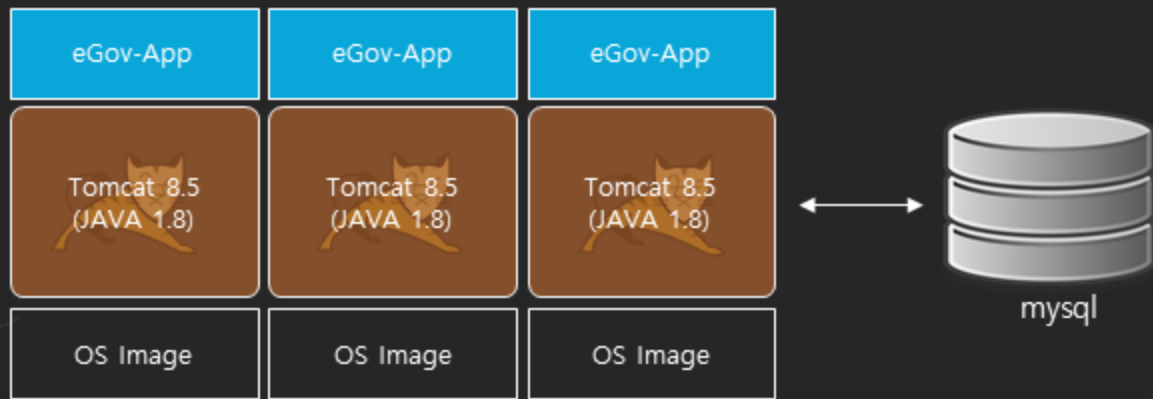 eGov-App
eGov-App
eGov-App
Tomcat 8.5
(JAVA 1.8)
Tomcat 8.5
(JAVA 1.8)
Tomcat 8.5
(JAVA 1.8)
mysql
OS Image
OS Image
OS Image